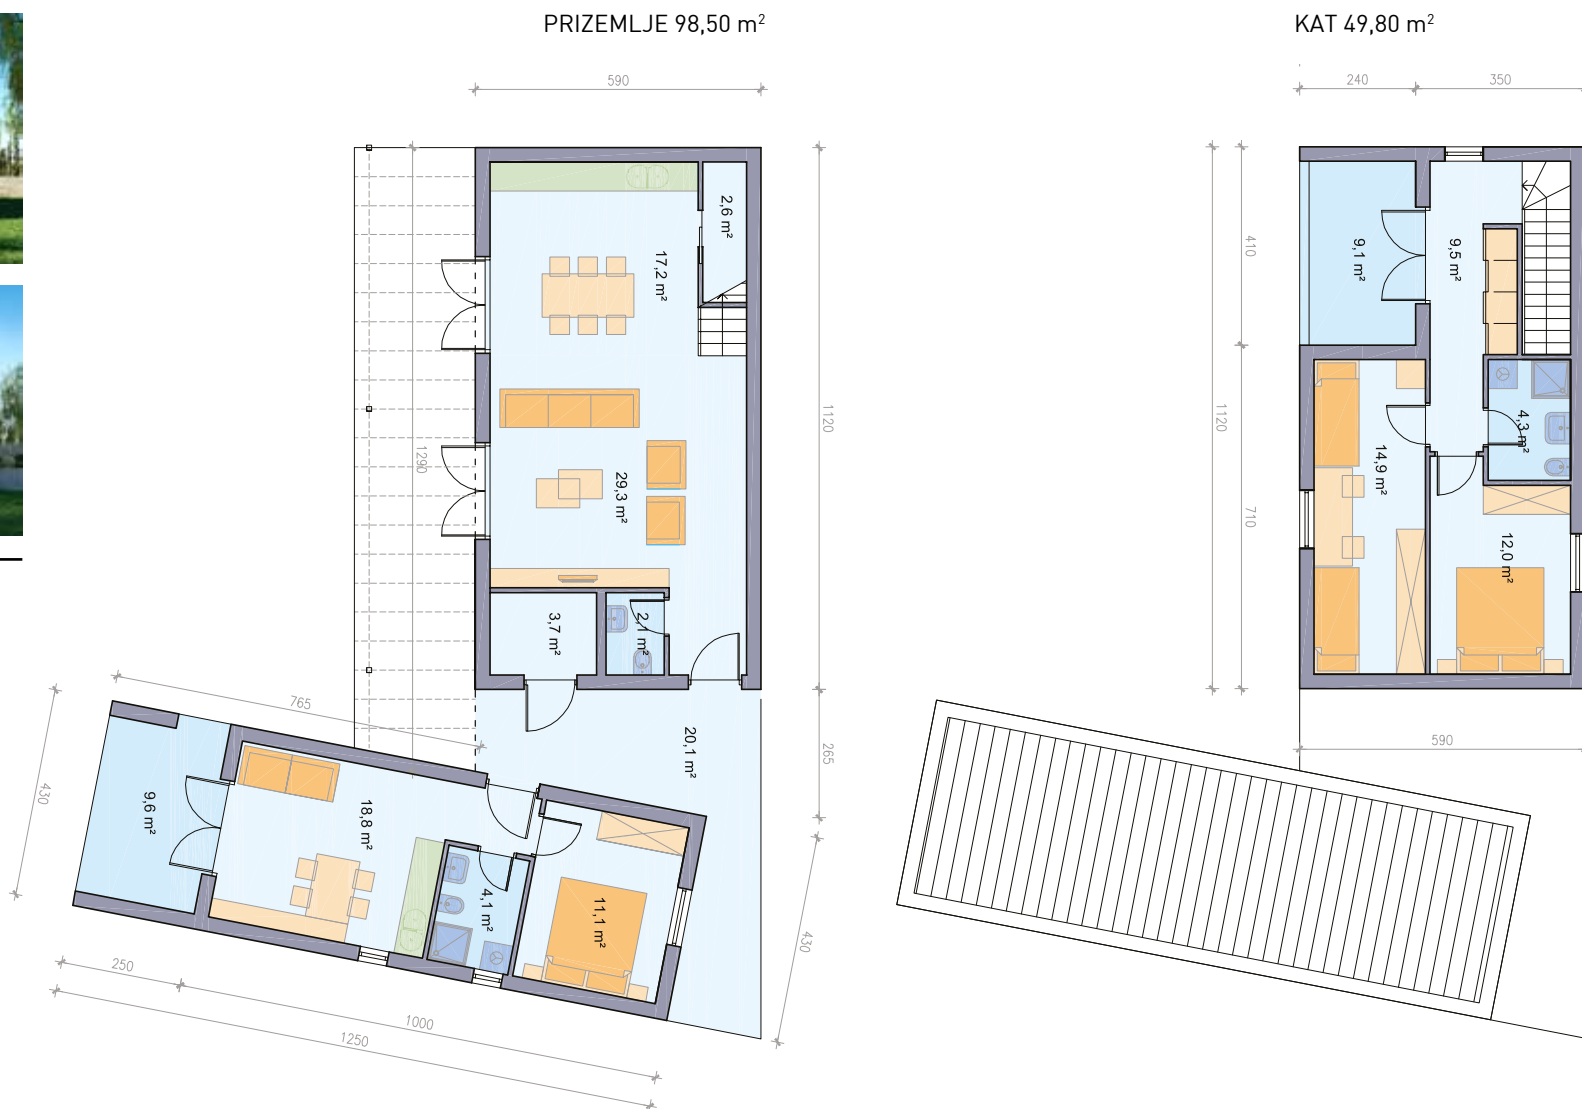 PRIZEMLJE 98,50 m²
KAT 49,80 m²
590
240
350
2,6 m²
17,2 m²
1120
1290
29,3 m²
3,7 m²
2,1 m²
765
20,1 m²
265
430
9,6 m²
18,8 m²
4,1 m²
11,1 m²
430
250
1000
1250
410
9,1 m²
9,5 m²
1120
4,3 m²
14,9 m²
710
12,0 m²
590